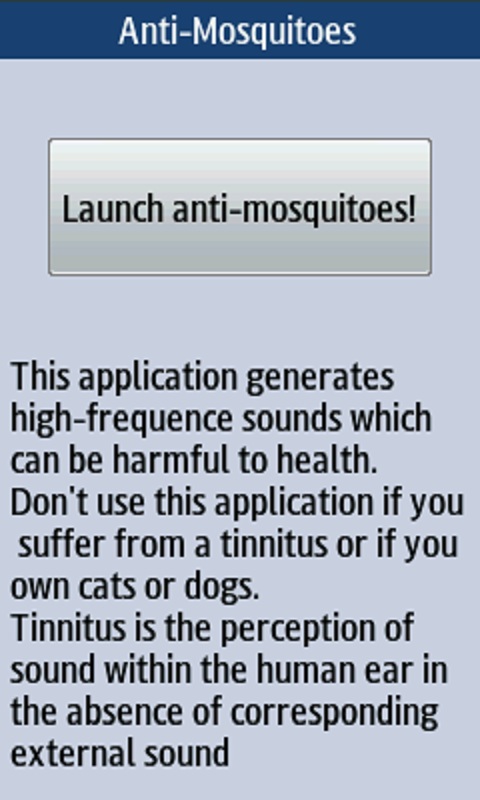 Anti-Mosquitoes
Launch anti-mosquitoes!
This application generates
high-frequence sounds which
can be harmful to health.
Don't use this application if you
suffer from a tinnitus or if you
own cats or dogs.
Tinnitus is the perception of
sound within the human ear in
the absence of corresponding
external sound